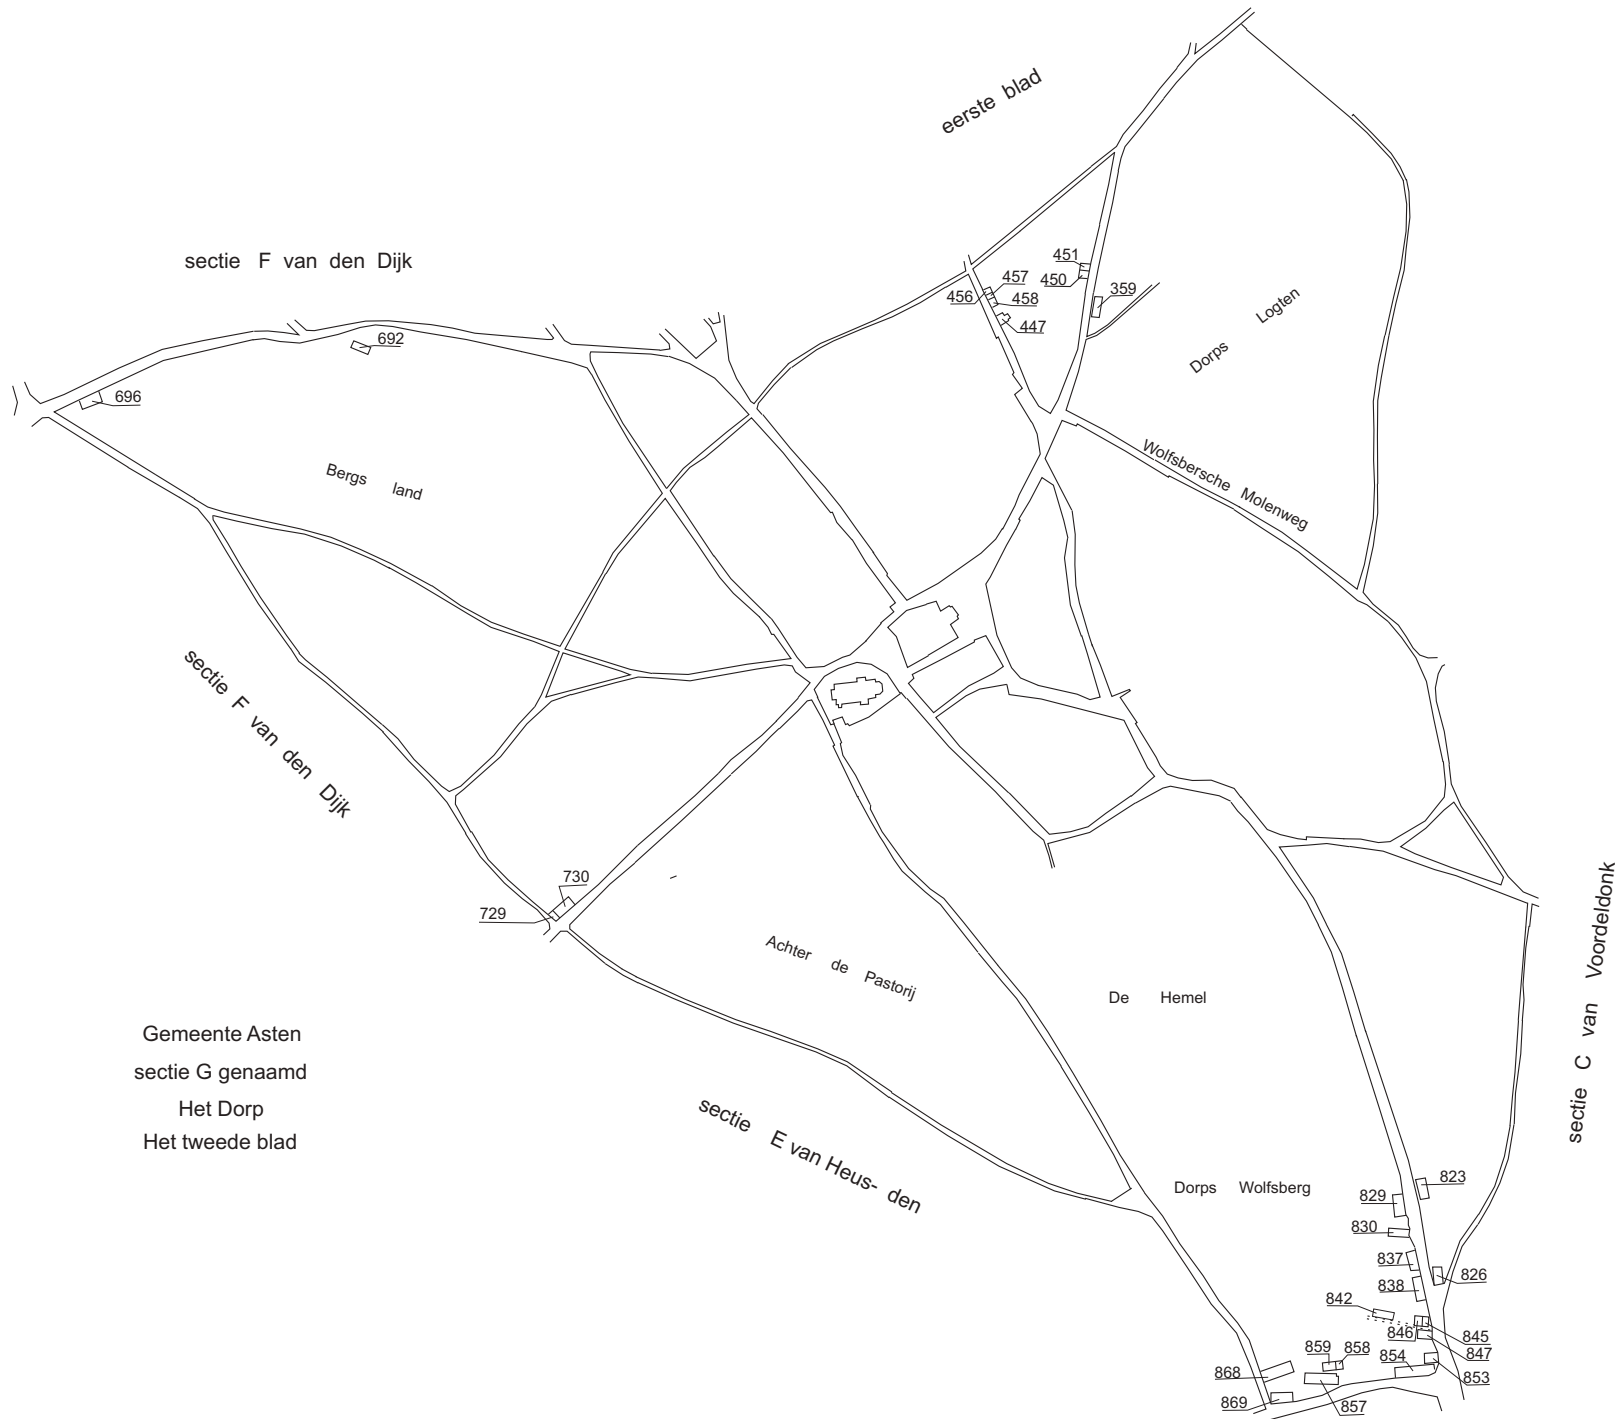 eerste blad
sectie F van den Dijk
451
450
457
456
458
447
359
Dorps Logten
692
696
Bergs land
Wolfsbersche Molenweg
sectie F van den Dijk
730
729
Achter de Pastorij
De Hemel
sectie C van Voordeldonk
Gemeente Asten
sectie G genaamd
Het Dorp
Het tweede blad
sectie E van Heus- den
Dorps Wolfsberg
823
829
830
837
826
838
842
846
845
847
859
858
854
853
868
869
857